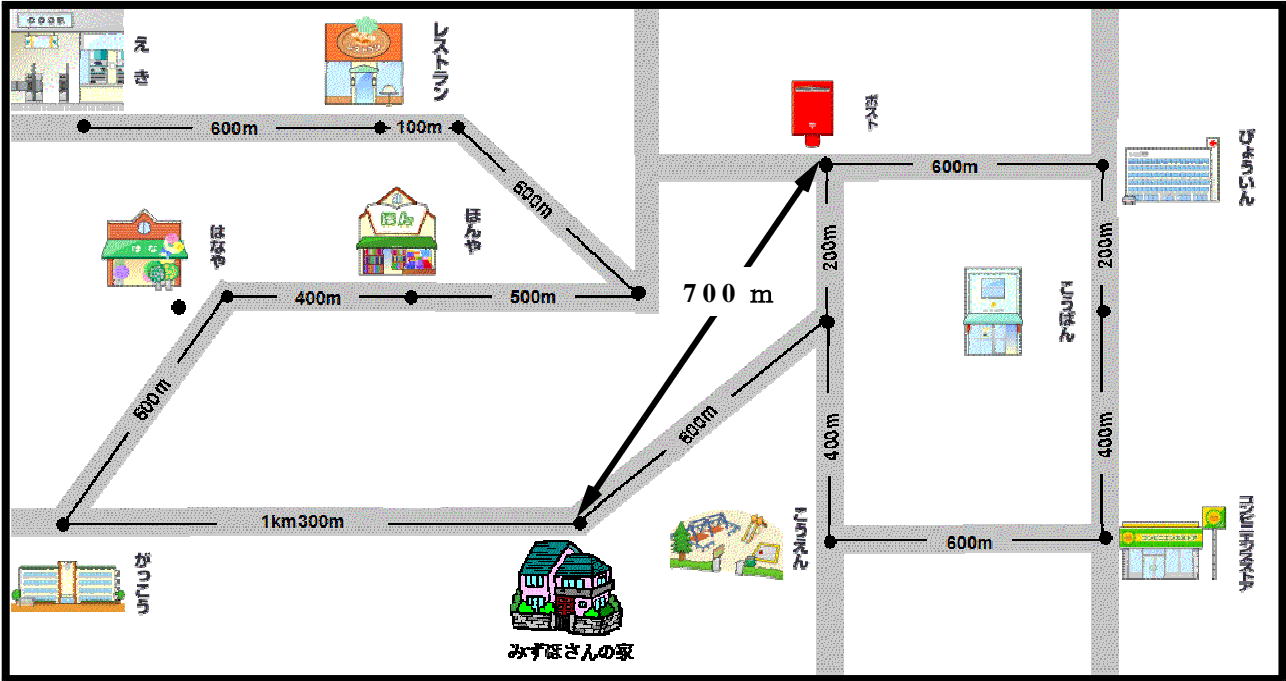 えき
レストラン
ポスト
600m
100m
600m
びょういん
600m
はなや
ほん
ほんや
200m
200m
400m
500m
700 m
こうばん
800m
400m
400m
1km300m
600m
がっこう
こうえん
コンビニエンスストア
みずほさんの家